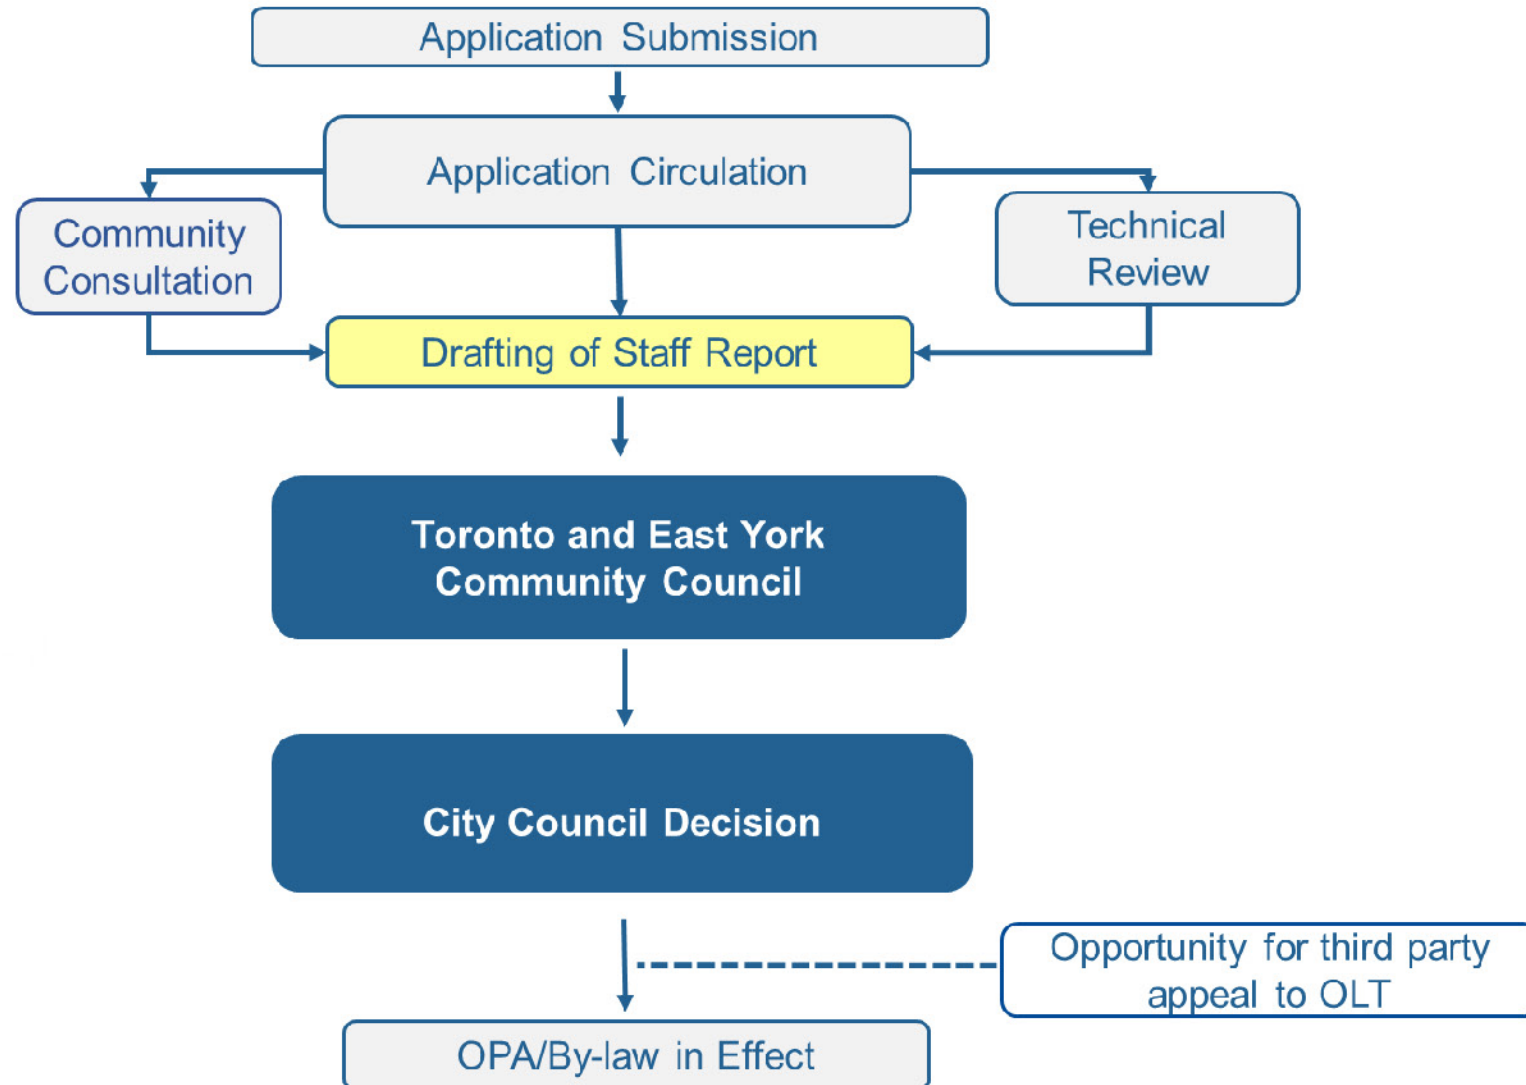 Application Submission
Application Circulation
Community
Consultation
Technical
Review
Drafting of Staff Report
Toronto and East York
Community Council
City Council Decision
Opportunity for third party
appeal to OLT
OPA/By-law in Effect